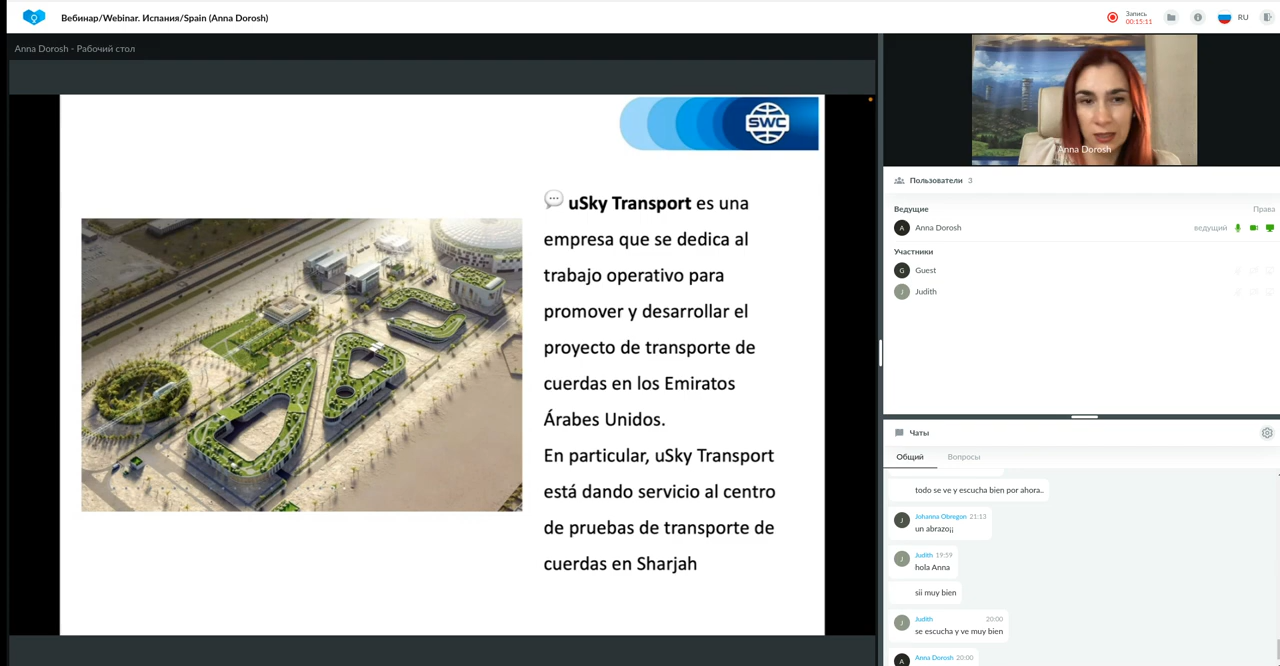 Вебинар/Webinar. Испания/Spain (Anna Dorosh)
Запись
00:15:11
RU
Anna Dorosh - Рабочий стол
SWC
uSky Transport es una
empresa que se dedica al
trabajo operativo para
promover y desarrollar el
proyecto de transporte de
cuerdas en los Emiratos
Árabes Unidos.
En particular, uSky Transport
está dando servicio al centro
de pruebas de transporte de
cuerdas en Sharjah
Anna Dorosh
Пользователи 3
Ведущие Права
A Anna Dorosh ведущий
Участники
G Guest
J Judith
Чаты
Общий Вопросы
todo se ve y escucha bien por ahora..
J Johanna Obregon 21:13
un abrazo¡¡
J Judith 19:59
hola Anna
sii muy bien
J Judith 20:00
se escucha y ve muy bien
A Anna Dorosh 20:00